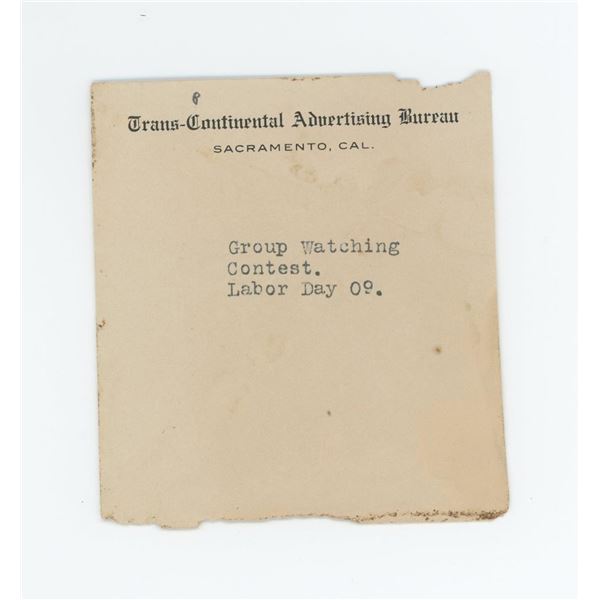 Trans-Continental Advertising Bureau
SACRAMENTO, CAL.
Group Watching
Contest.
Labor Day 09.